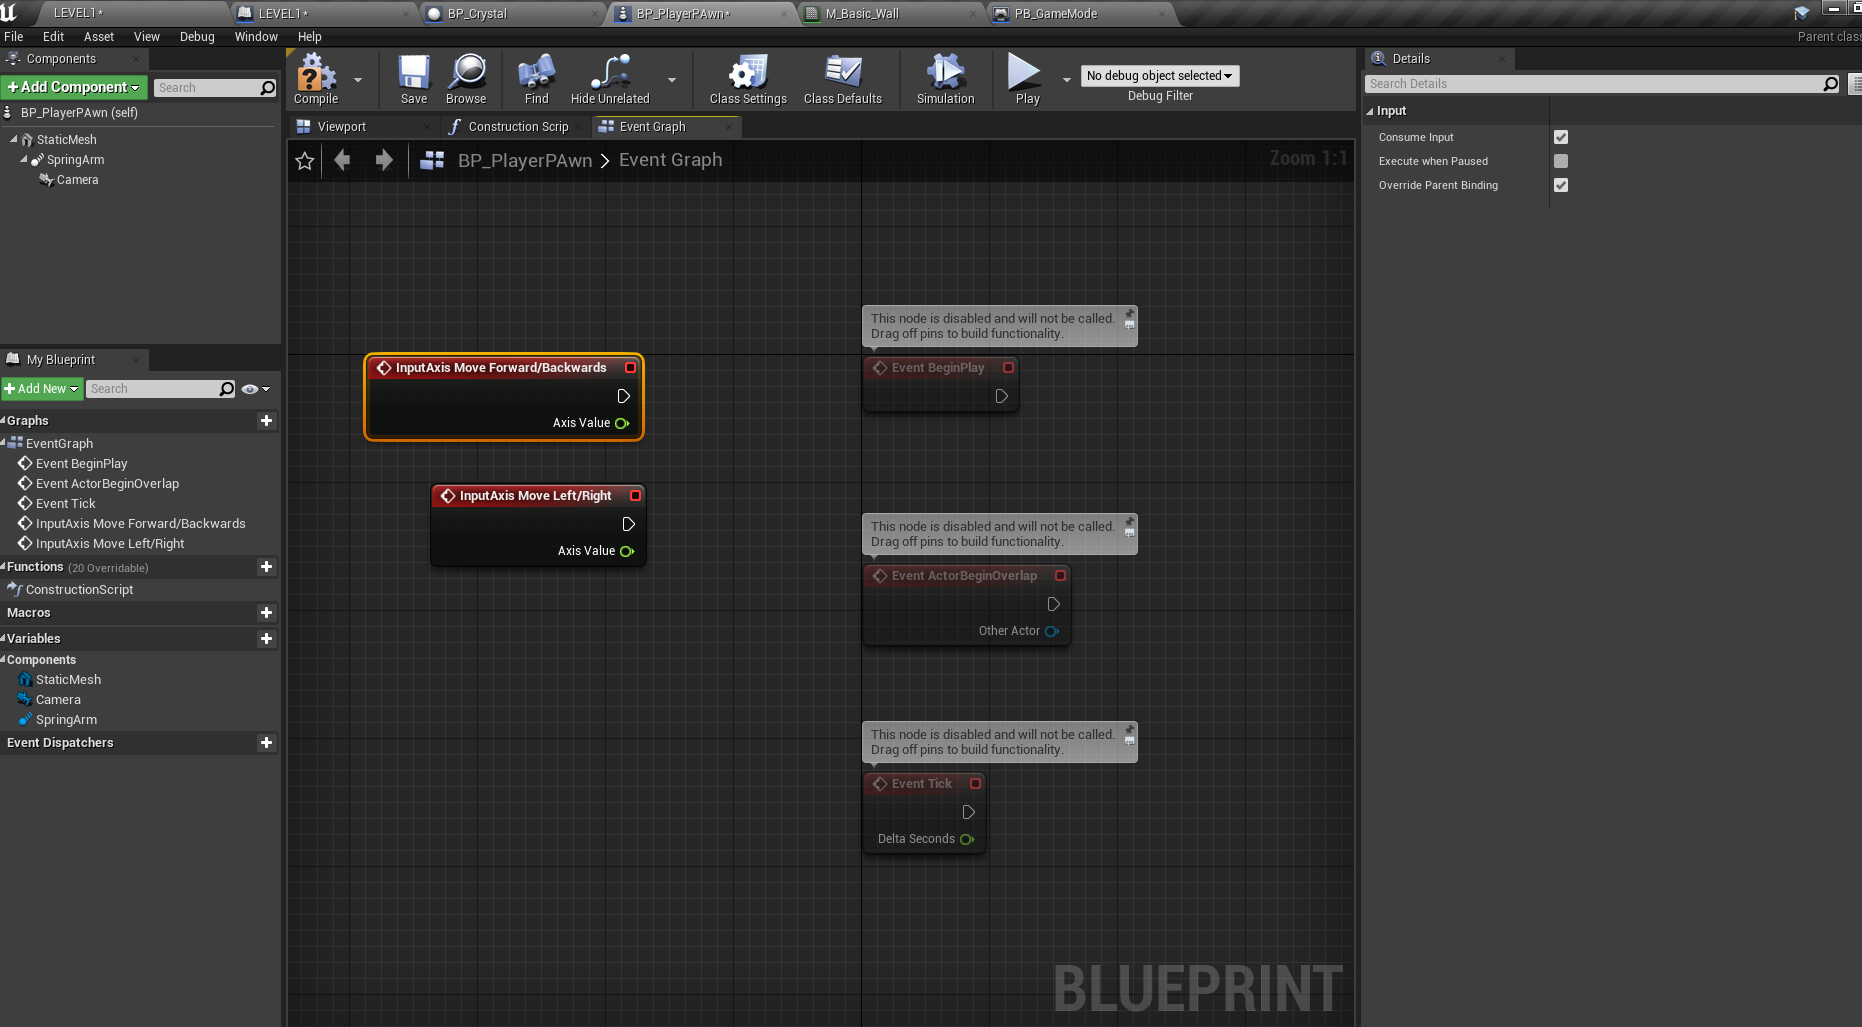 LEVEL1*
LEVEL1*
BP_Crystal
BP_PlayerPAwn*
M_Basic_Wall
PB_GameMode
File Edit Asset View Debug Window Help
Parent class
Components
+Add Component
Search
BP_PlayerPAwn (self)
StaticMesh
SpringArm
Camera
My Blueprint
+Add New
Search
Graphs
EventGraph
Event BeginPlay
Event ActorBeginOverlap
Event Tick
InputAxis Move Forward/Backwards
InputAxis Move Left/Right
Functions (20 Overridable)
ConstructionScript
Macros
Variables
Components
StaticMesh
Camera
SpringArm
Event Dispatchers
Compile
Save
Browse
Find
Hide Unrelated
Class Settings
Class Defaults
Simulation
Play
No debug object selected
Debug Filter
Viewport
Construction Scrip
Event Graph
BP_PlayerPAwn > Event Graph
Zoom 1:1
InputAxis Move Forward/Backwards
Axis Value
InputAxis Move Left/Right
Axis Value
This node is disabled and will not be called.
Drag off pins to build functionality.
Event BeginPlay
This node is disabled and will not be called.
Drag off pins to build functionality.
Event ActorBeginOverlap
Other Actor
This node is disabled and will not be called.
Drag off pins to build functionality.
Event Tick
Delta Seconds
BLUEPRINT
Details
Search Details
Input
Consume Input
Execute when Paused
Override Parent Binding